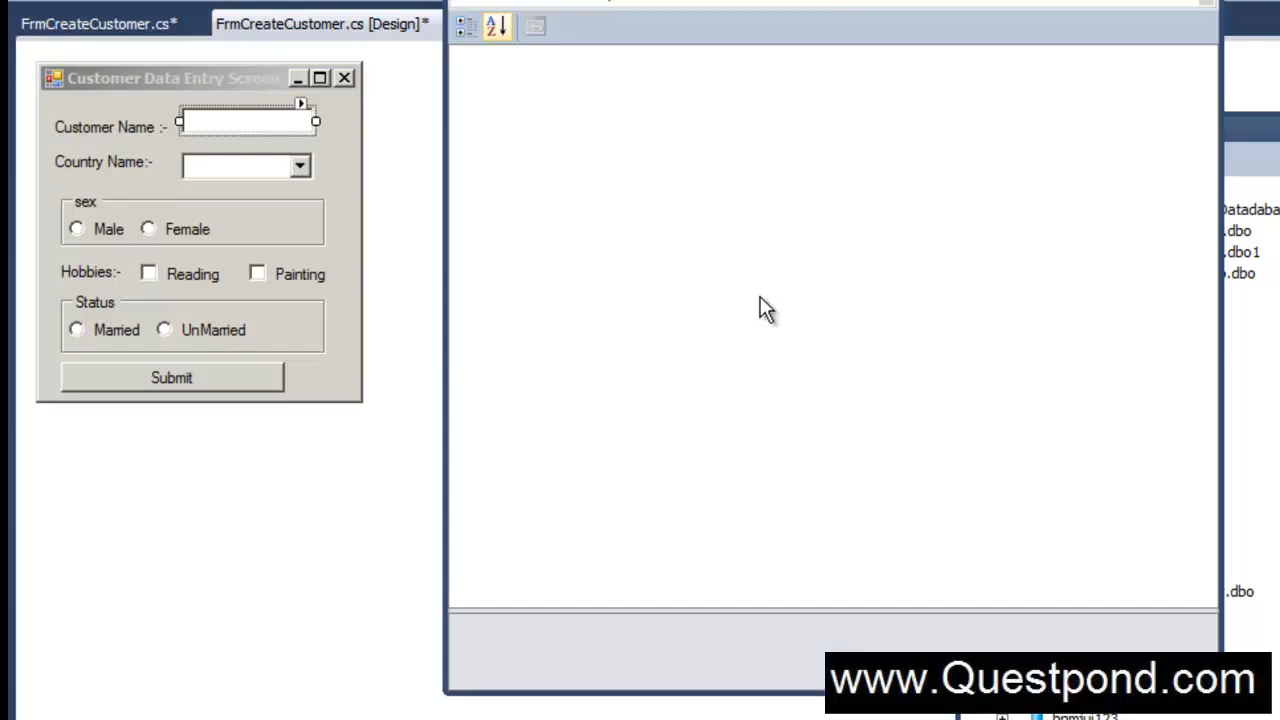 FrmCreateCustomer.cs*
FrmCreateCustomer.cs [Design]*
Customer Data Entry Screen
Customer Name :-
Country Name:-
sex
Male
Female
Hobbies:-
Reading
Painting
Status
Married
UnMarried
Submit
Datadaba
.dbo
.dbo1
.dbo
.dbo
www.Questpond.com